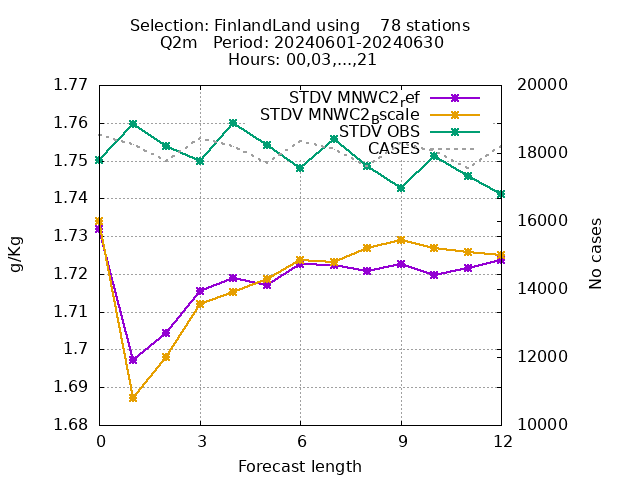 Selection: FinlandLand using    78 stations
Q2m   Period: 20240601-20240630
Hours: 00,03,...,21
STDV MNWC2_ref
STDV MNWC2_Bscale
STDV OBS
CASES
1.77
1.76
1.75
1.74
1.73
1.72
1.71
1.7
1.69
1.68
20000
18000
16000
14000
12000
10000
g/Kg
No cases
0 3 6 9 12
Forecast length